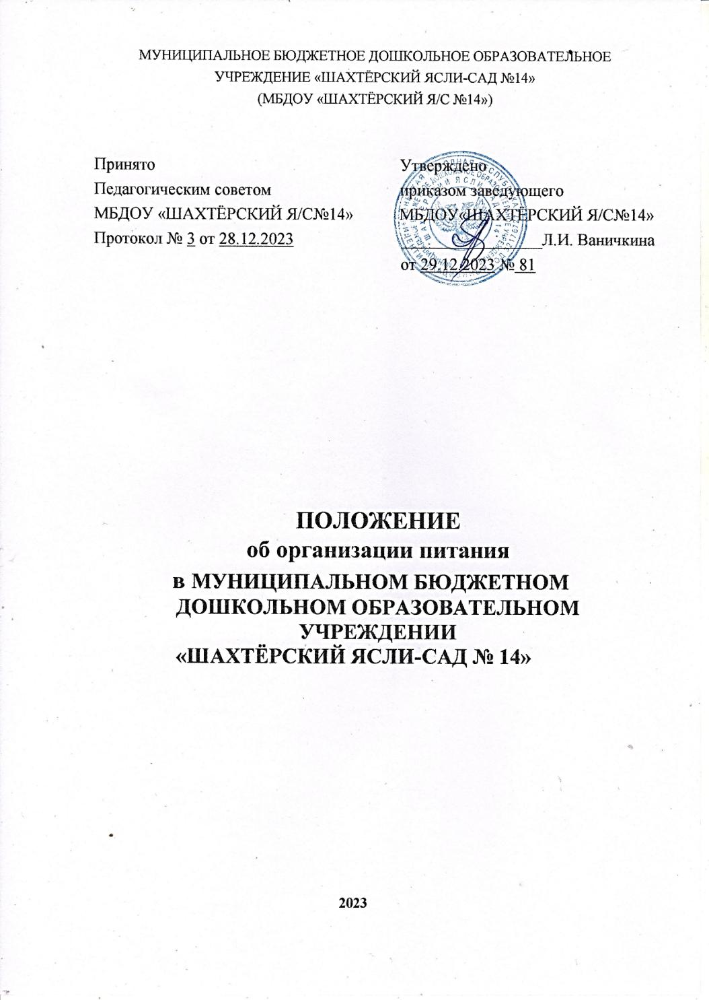 МУНИЦИПАЛЬНОЕ БЮДЖЕТНОЕ ДОШКОЛЬНОЕ ОБРАЗОВАТЕЛЬНОЕ
УЧРЕЖДЕНИЕ «ШАХТЁРСКИЙ ЯСЛИ-САД №14»
(МБДОУ «ШАХТЁРСКИЙ Я/С №14»)
Принято
Педагогическим советом
МБДОУ «ШАХТЁРСКИЙ Я/С№14»
Протокол № 3 от 28.12.2023
Утверждено
приказом заведующего
МБДОУ «ШАХТЁРСКИЙ Я/С№14»
Л.И. Ваничкина
от 29.12.2023 № 81
ПОЛОЖЕНИЕ
об организации питания
в МУНИЦИПАЛЬНОМ БЮДЖЕТНОМ
ДОШКОЛЬНОМ ОБРАЗОВАТЕЛЬНОМ
УЧРЕЖДЕНИИ
«ШАХТЁРСКИЙ ЯСЛИ-САД № 14»
2023